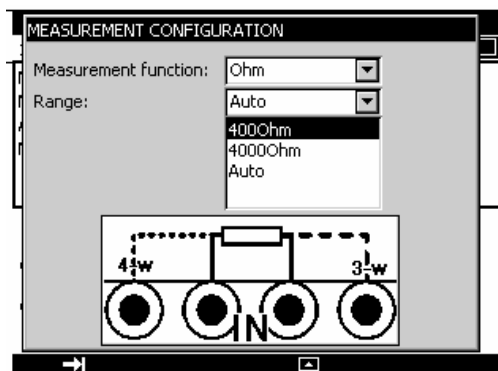 MEASUREMENT CONFIGURATION
Measurement function: Ohm
Range: Auto
400Ohm
4000Ohm
Auto
4-w 3-w
IN